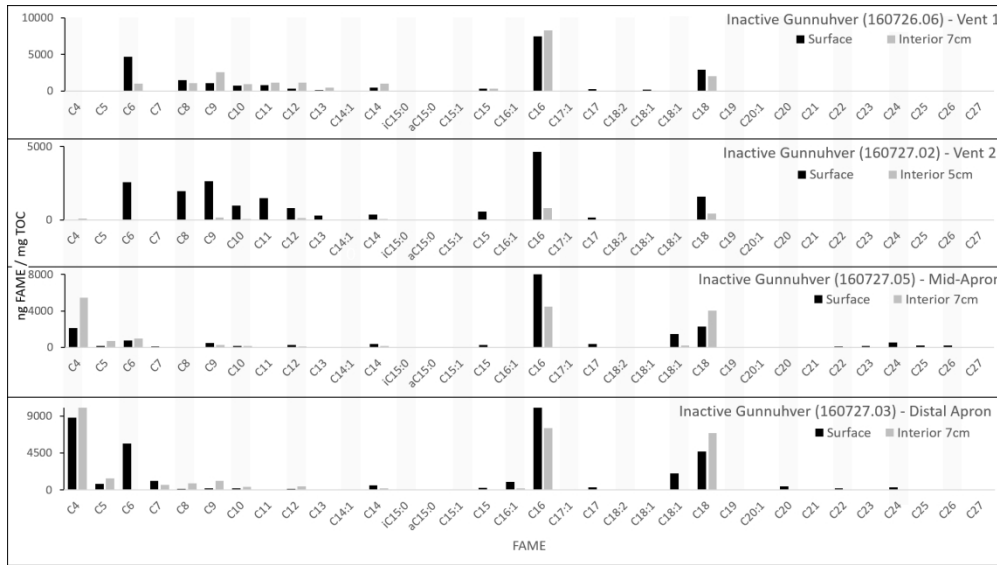 Inactive Gunnuhver (160726.06) - Vent 1
Surface Interior 7cm
10000
5000
0
C4 C5 C6 C7 C8 C9 C10 C11 C12 C13 C14:1 C14 iC15:0 aC15:0 C15:1 C15 C16:1 C16 C17:1 C17 C18:2 C18:1 C18:1 C18 C19 C20:1 C20 C21 C22 C23 C24 C25 C26 C27
Inactive Gunnuhver (160727.02) - Vent 2
Surface Interior 5cm
5000
0
C4 C5 C6 C7 C8 C9 C10 C11 C12 C13 C14:1 C14 iC15:0 aC15:0 C15:1 C15 C16:1 C16 C17:1 C17 C18:2 C18:1 C18:1 C18 C19 C20:1 C20 C21 C22 C23 C24 C25 C26 C27
ng FAME / mg TOC
Inactive Gunnuhver (160727.05) - Mid-Apron
Surface Interior 7cm
8000
4000
0
C4 C5 C6 C7 C8 C9 C10 C11 C12 C13 C14:1 C14 iC15:0 aC15:0 C15:1 C15 C16:1 C16 C17:1 C17 C18:2 C18:1 C18:1 C18 C19 C20:1 C20 C21 C22 C23 C24 C25 C26 C27
Inactive Gunnuhver (160727.03) - Distal Apron
Surface Interior 7cm
9000
4500
0
C4 C5 C6 C7 C8 C9 C10 C11 C12 C13 C14:1 C14 iC15:0 aC15:0 C15:1 C15 C16:1 C16 C17:1 C17 C18:2 C18:1 C18:1 C18 C19 C20:1 C20 C21 C22 C23 C24 C25 C26 C27
FAME